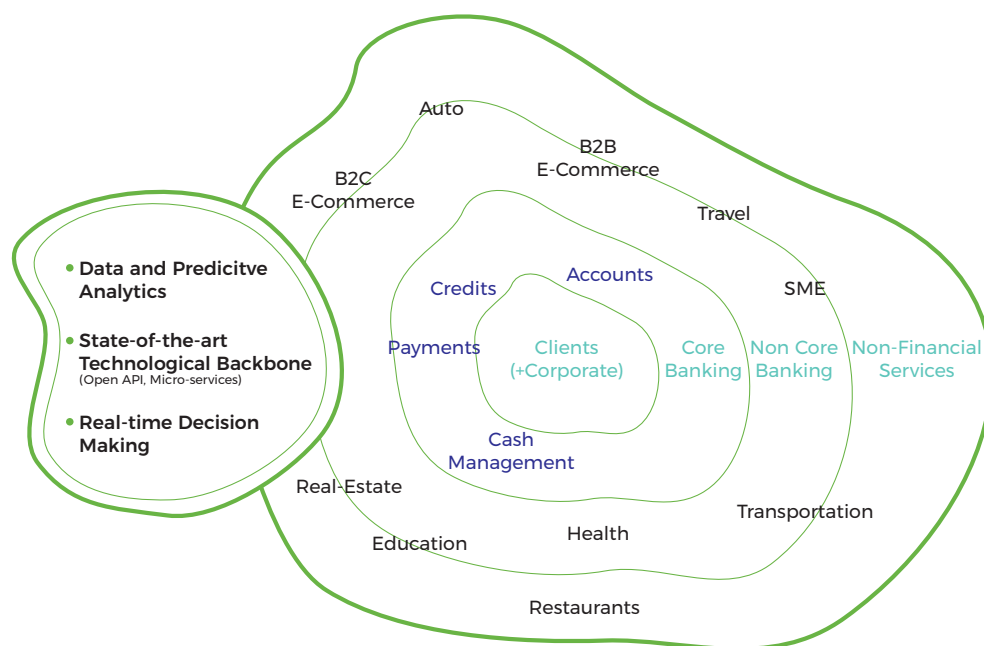 Auto
B2B
E-Commerce
B2C
E-Commerce
Travel
Data and Predicitve
Analytics
State-of-the-art
Technological Backbone
(Open API, Micro-services)
Real-time Decision
Making
Accounts
Credits
SME
Payments
Clients
(+Corporate)
Core
Banking
Non Core
Banking
Non-Financial
Services
Cash
Management
Real-Estate
Transportation
Health
Education
Restaurants